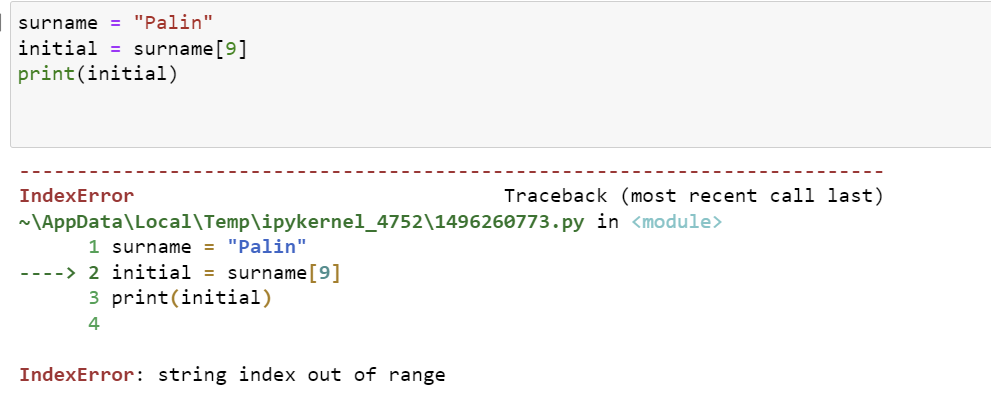 surname = "Palin"
initial = surname[9]
print(initial)
---------------------------------------------------------------------------
IndexError                                Traceback (most recent call last)
~\AppData\Local\Temp\ipykernel_4752\1496260773.py in <module>
      1 surname = "Palin"
----> 2 initial = surname[9]
      3 print(initial)
      4
IndexError: string index out of range